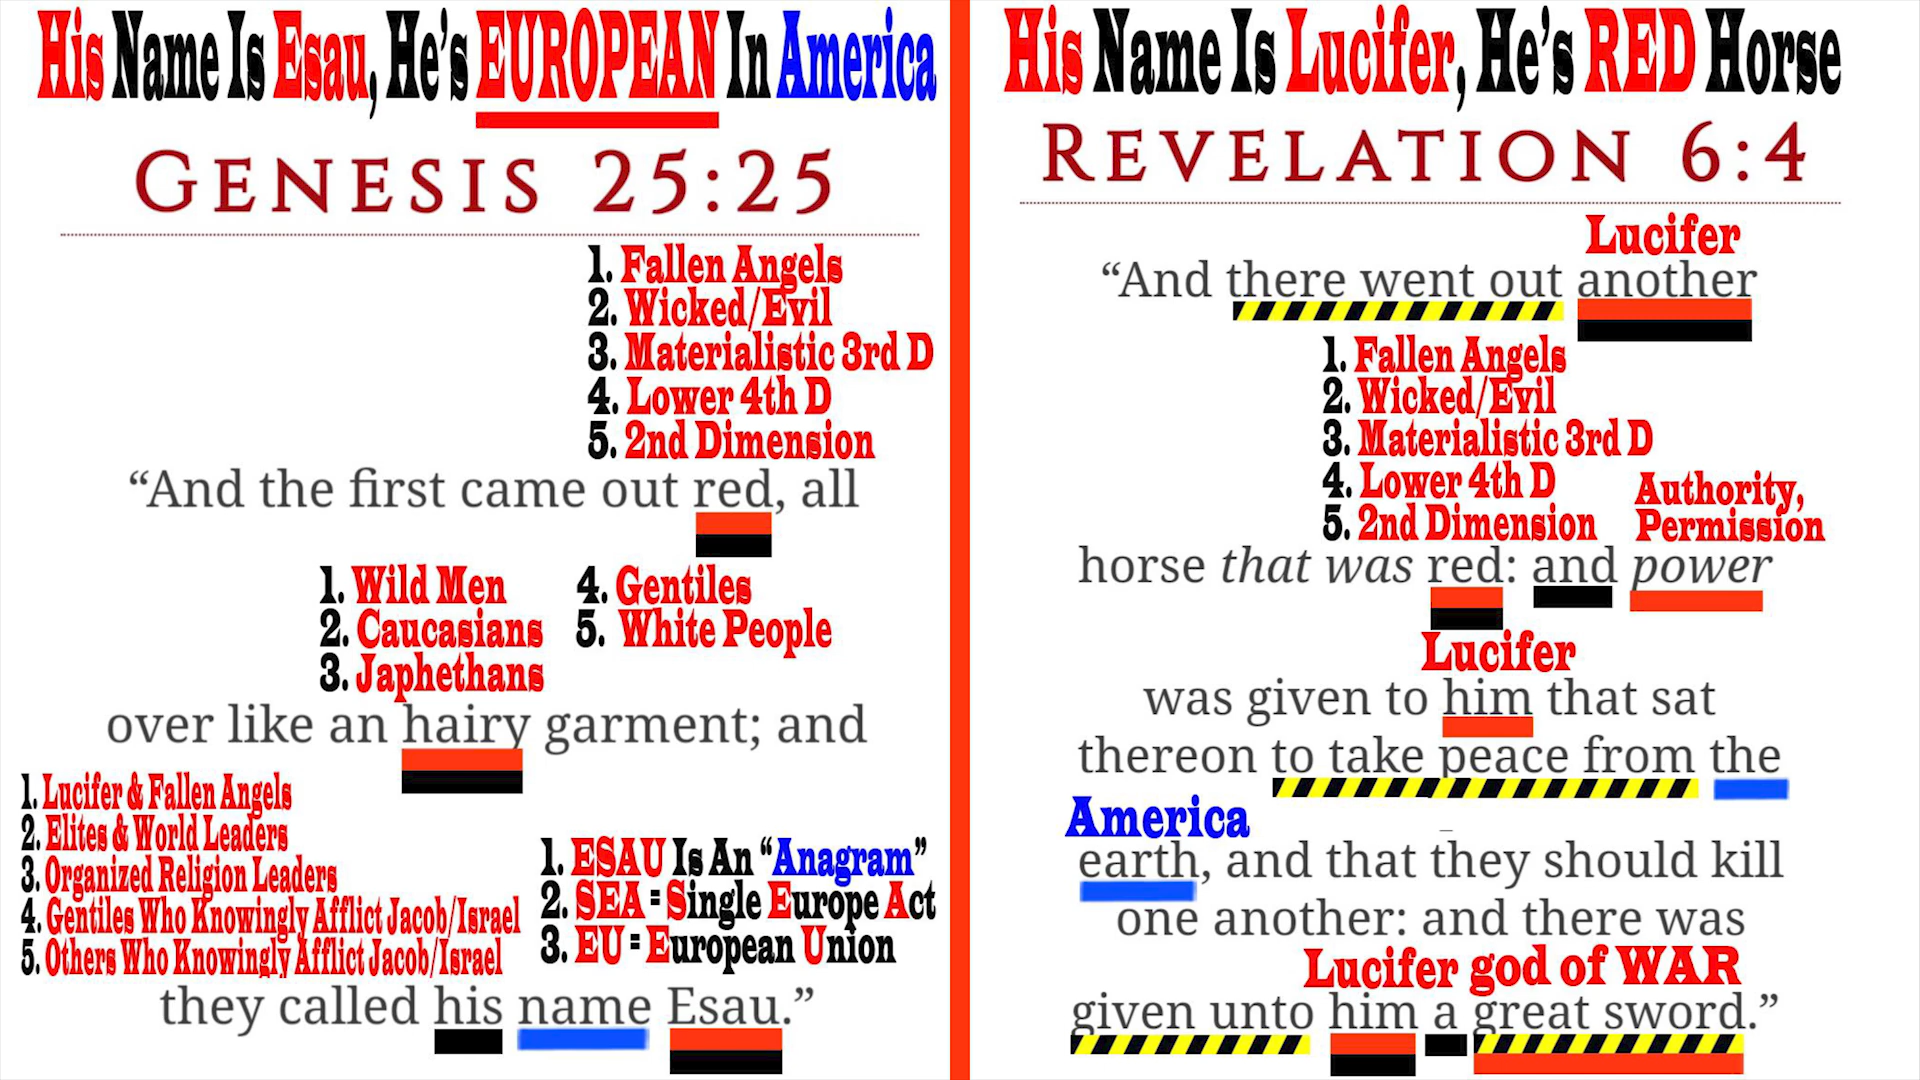 His Name Is Esau, He's EUROPEAN In America
GENESIS 25:25
1. Fallen Angels
2. Wicked/Evil
3. Materialistic 3rd D
4. Lower 4th D
5. 2nd Dimension
“And the first came out red, all
1. Wild Men
2. Caucasians
3. Japhethans
4. Gentiles
5. White People
over like an hairy garment; and
1. Lucifer & Fallen Angels
2. Elites & World Leaders
3. Organized Religion Leaders
4. Gentiles Who Knowingly Afflict Jacob/Israel
5. Others Who Knowingly Afflict Jacob/Israel
1. ESAU Is An “Anagram”
2. SEA = Single Europe Act
3. EU = European Union
they called his name Esau.”
His Name Is Lucifer, He's RED Horse
REVELATION 6:4
Lucifer
“And there went out another
1. Fallen Angels
2. Wicked/Evil
3. Materialistic 3rd D
4. Lower 4th D
5. 2nd Dimension
Authority,
Permission
horse that was red: and power
Lucifer
was given to him that sat
thereon to take peace from the
America
earth, and that they should kill
one another: and there was
Lucifer god of WAR
given unto him a great sword.”